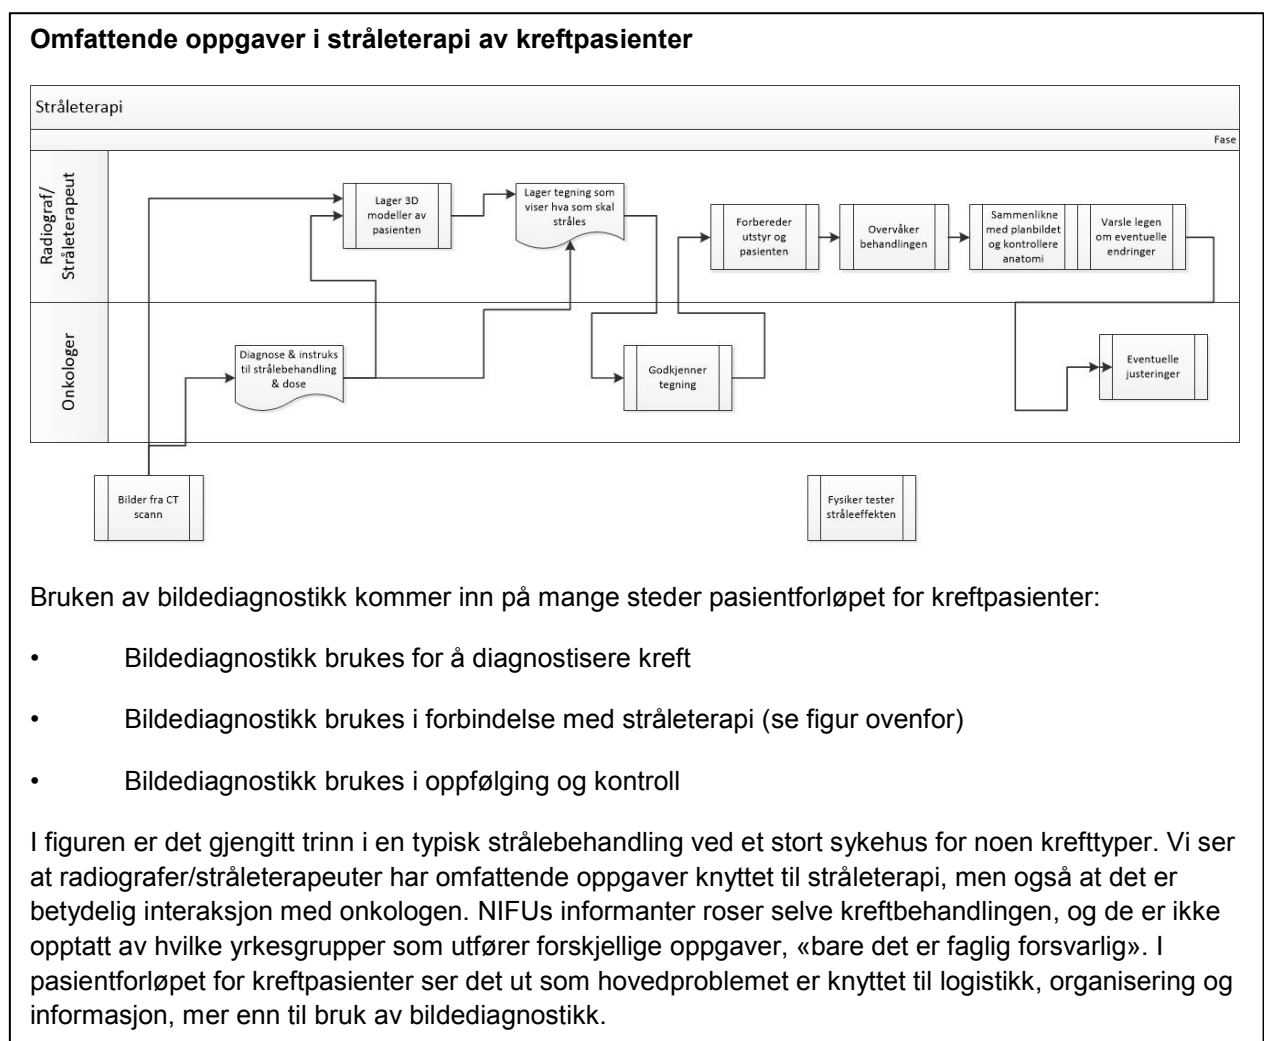 Omfattende oppgaver i stråleterapi av kreftpasienter
Stråleterapi
Fase
Radiograf/
Stråleterapeut
Lager 3D
modeller av
pasienten
Lager tegning som
viser hva som skal
stråles
Forbereder
utstyr og
pasienten
Overvåker
behandlingen
Sammenlikne
med planbildet
og kontrollere
anatomi
Varsle legen
om eventuelle
endringer
Onkologer
Diagnose & instruks
til strålebehandling
& dose
Godkjenner
tegning
Eventuelle
justeringer
Bilder fra CT
scann
Fysiker tester
stråleeffekten
Bruken av bildediagnostikk kommer inn på mange steder pasientforløpet for kreftpasienter:
• Bildediagnostikk brukes for å diagnostisere kreft
• Bildediagnostikk brukes i forbindelse med stråleterapi (se figur ovenfor)
• Bildediagnostikk brukes i oppfølging og kontroll
I figuren er det gjengitt trinn i en typisk strålebehandling ved et stort sykehus for noen krefttyper. Vi ser
at radiografer/stråleterapeuter har omfattende oppgaver knyttet til stråleterapi, men også at det er
betydelig interaksjon med onkologen. NIFUs informanter roser selve kreftbehandlingen, og de er ikke
opptatt av hvilke yrkesgrupper som utfører forskjellige oppgaver, «bare det er faglig forsvarlig». I
pasientforløpet for kreftpasienter ser det ut som hovedproblemet er knyttet til logistikk, organisering og
informasjon, mer enn til bruk av bildediagnostikk.